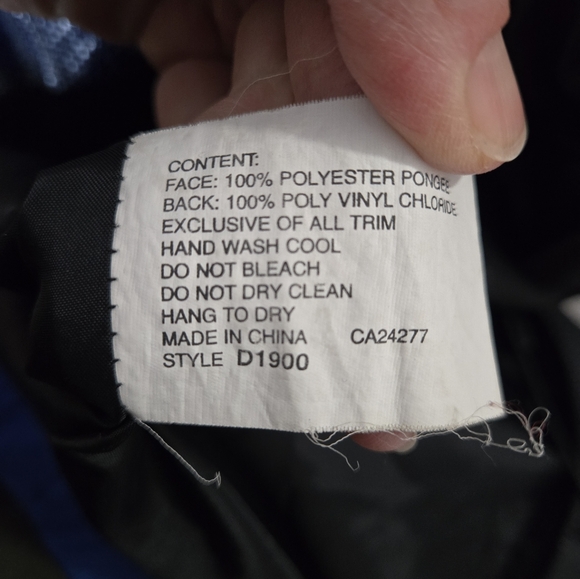 CONTENT:
FACE: 100% POLYESTER PONGEE
BACK: 100% POLY VINYL CHLORIDE
EXCLUSIVE OF ALL TRIM
HAND WASH COOL
DO NOT BLEACH
DO NOT DRY CLEAN
HANG TO DRY
MADE IN CHINA CA24277
STYLE D1900